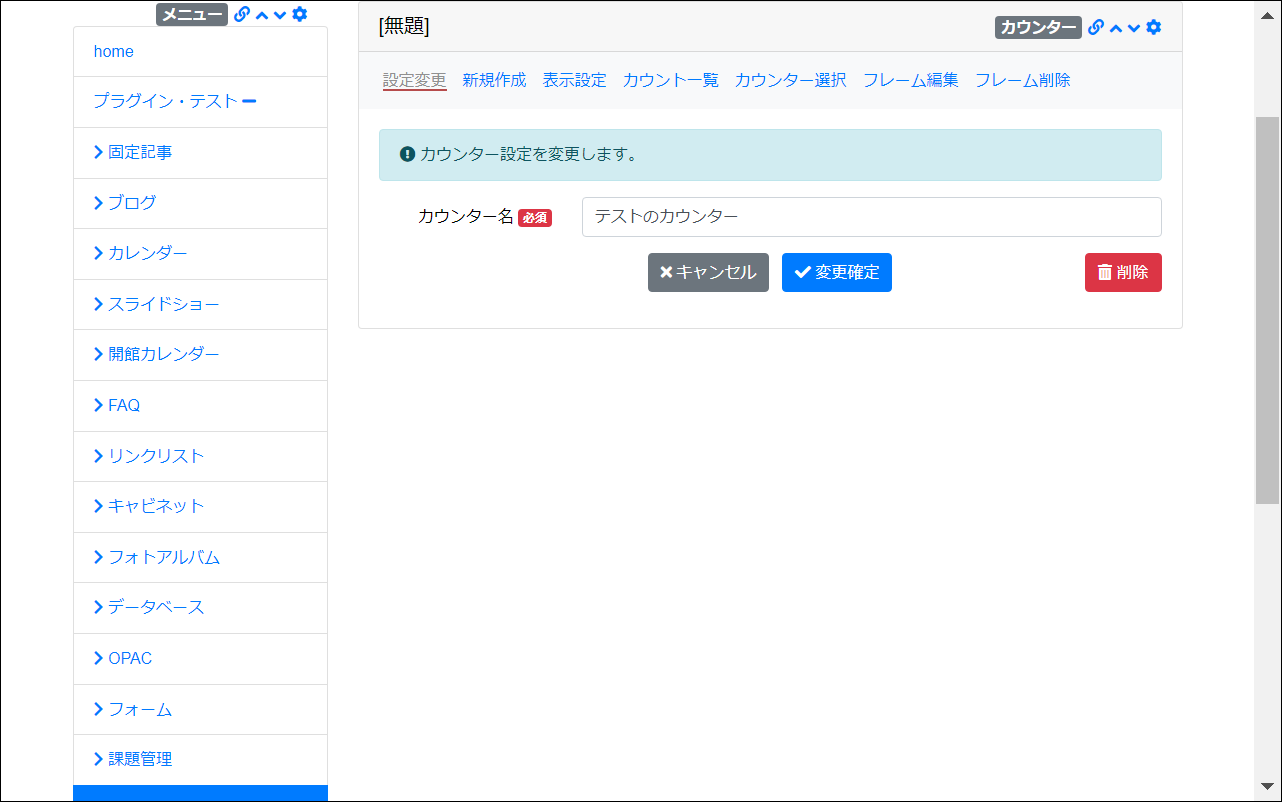 メニュー
home
プラグイン・テスト
固定記事
ブログ
カレンダー
スライドショー
開館カレンダー
FAQ
リンクリスト
キャビネット
フォトアルバム
データベース
OPAC
フォーム
課題管理
[無題] カウンター
設定変更 新規作成 表示設定 カウント一覧 カウンター選択 フレーム編集 フレーム削除
カウンター設定を変更します。
カウンター名 必須 テストのカウンター
キャンセル 変更確定 削除